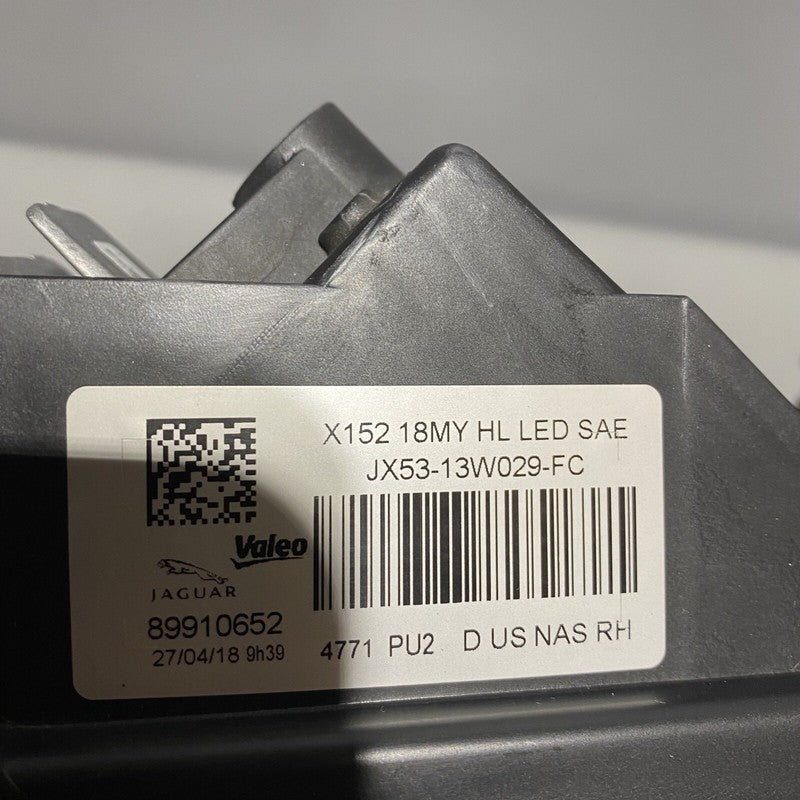 X152 18MY HL LED SAE
JX53-13W029-FC
Valeo
JAGUAR
89910652
27/04/18 9h39
4771 PU2 D US NAS RH